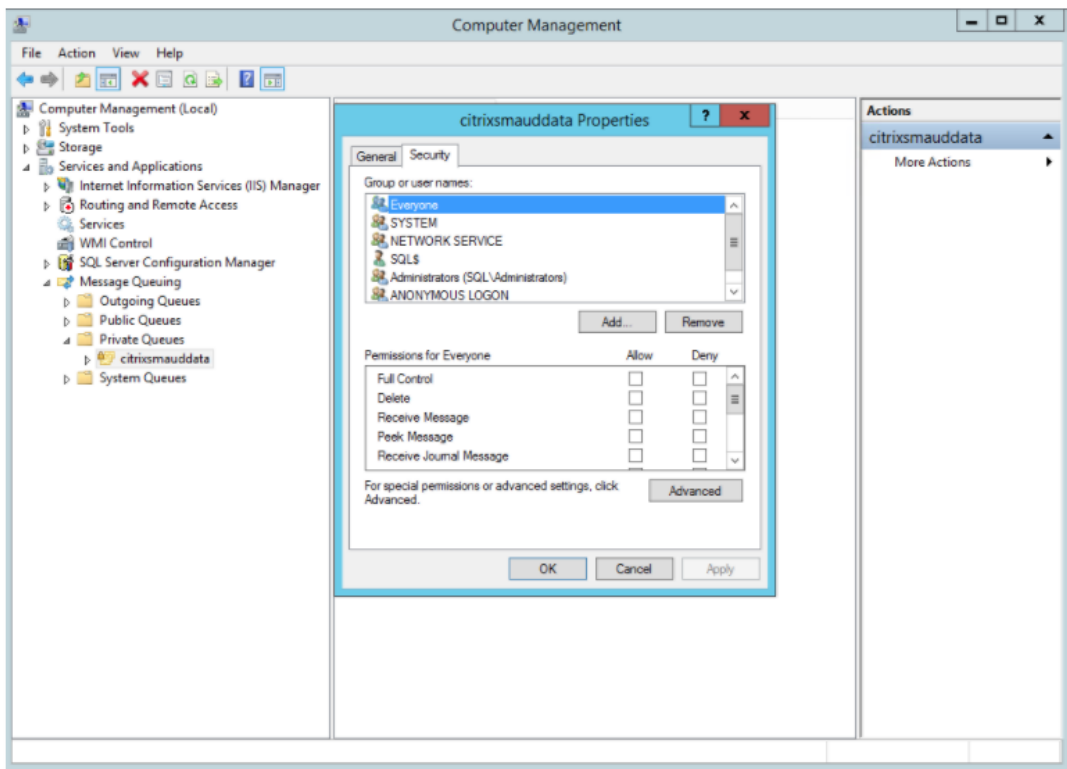 Computer Management
File Action View Help
Computer Management (Local)
System Tools
Storage
Services and Applications
Internet Information Services (IIS) Manager
Routing and Remote Access
Services
WMI Control
SQL Server Configuration Manager
Message Queuing
Outgoing Queues
Public Queues
Private Queues
citrixsmauddata
System Queues
citrixsmauddata Properties
General Security
Group or user names:
Everyone
SYSTEM
NETWORK SERVICE
SQL$
Administrators (SQL\Administrators)
ANONYMOUS LOGON
Add... Remove
Permissions for Everyone Allow Deny
Full Control
Delete
Receive Message
Peek Message
Receive Journal Message
For special permissions or advanced settings, click
Advanced.
Advanced
OK Cancel Apply
Actions
citrixsmauddata
More Actions